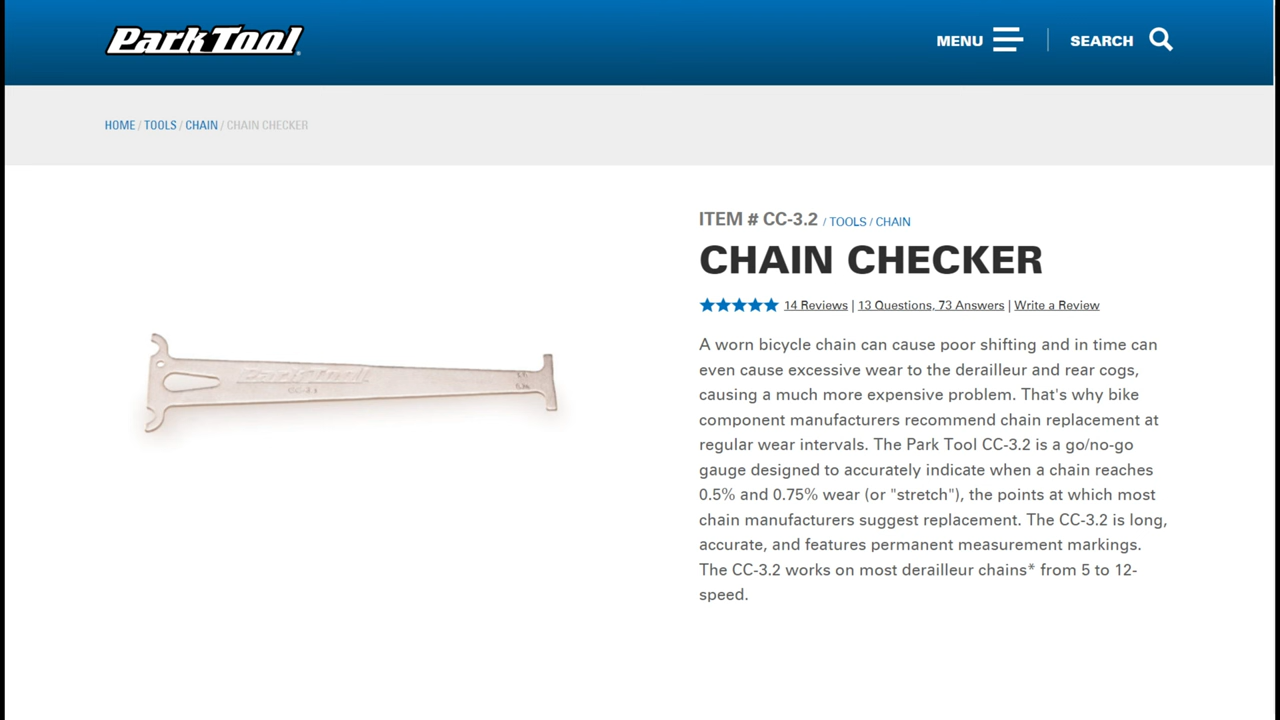 Park Tool
MENU
SEARCH
HOME / TOOLS / CHAIN / CHAIN CHECKER
ITEM # CC-3.2 / TOOLS / CHAIN
CHAIN CHECKER
14 Reviews | 13 Questions, 73 Answers | Write a Review
A worn bicycle chain can cause poor shifting and in time can
even cause excessive wear to the derailleur and rear cogs,
causing a much more expensive problem. That's why bike
component manufacturers recommend chain replacement at
regular wear intervals. The Park Tool CC-3.2 is a go/no-go
gauge designed to accurately indicate when a chain reaches
0.5% and 0.75% wear (or "stretch"), the points at which most
chain manufacturers suggest replacement. The CC-3.2 is long,
accurate, and features permanent measurement markings.
The CC-3.2 works on most derailleur chains* from 5 to 12-
speed.
Park Tool